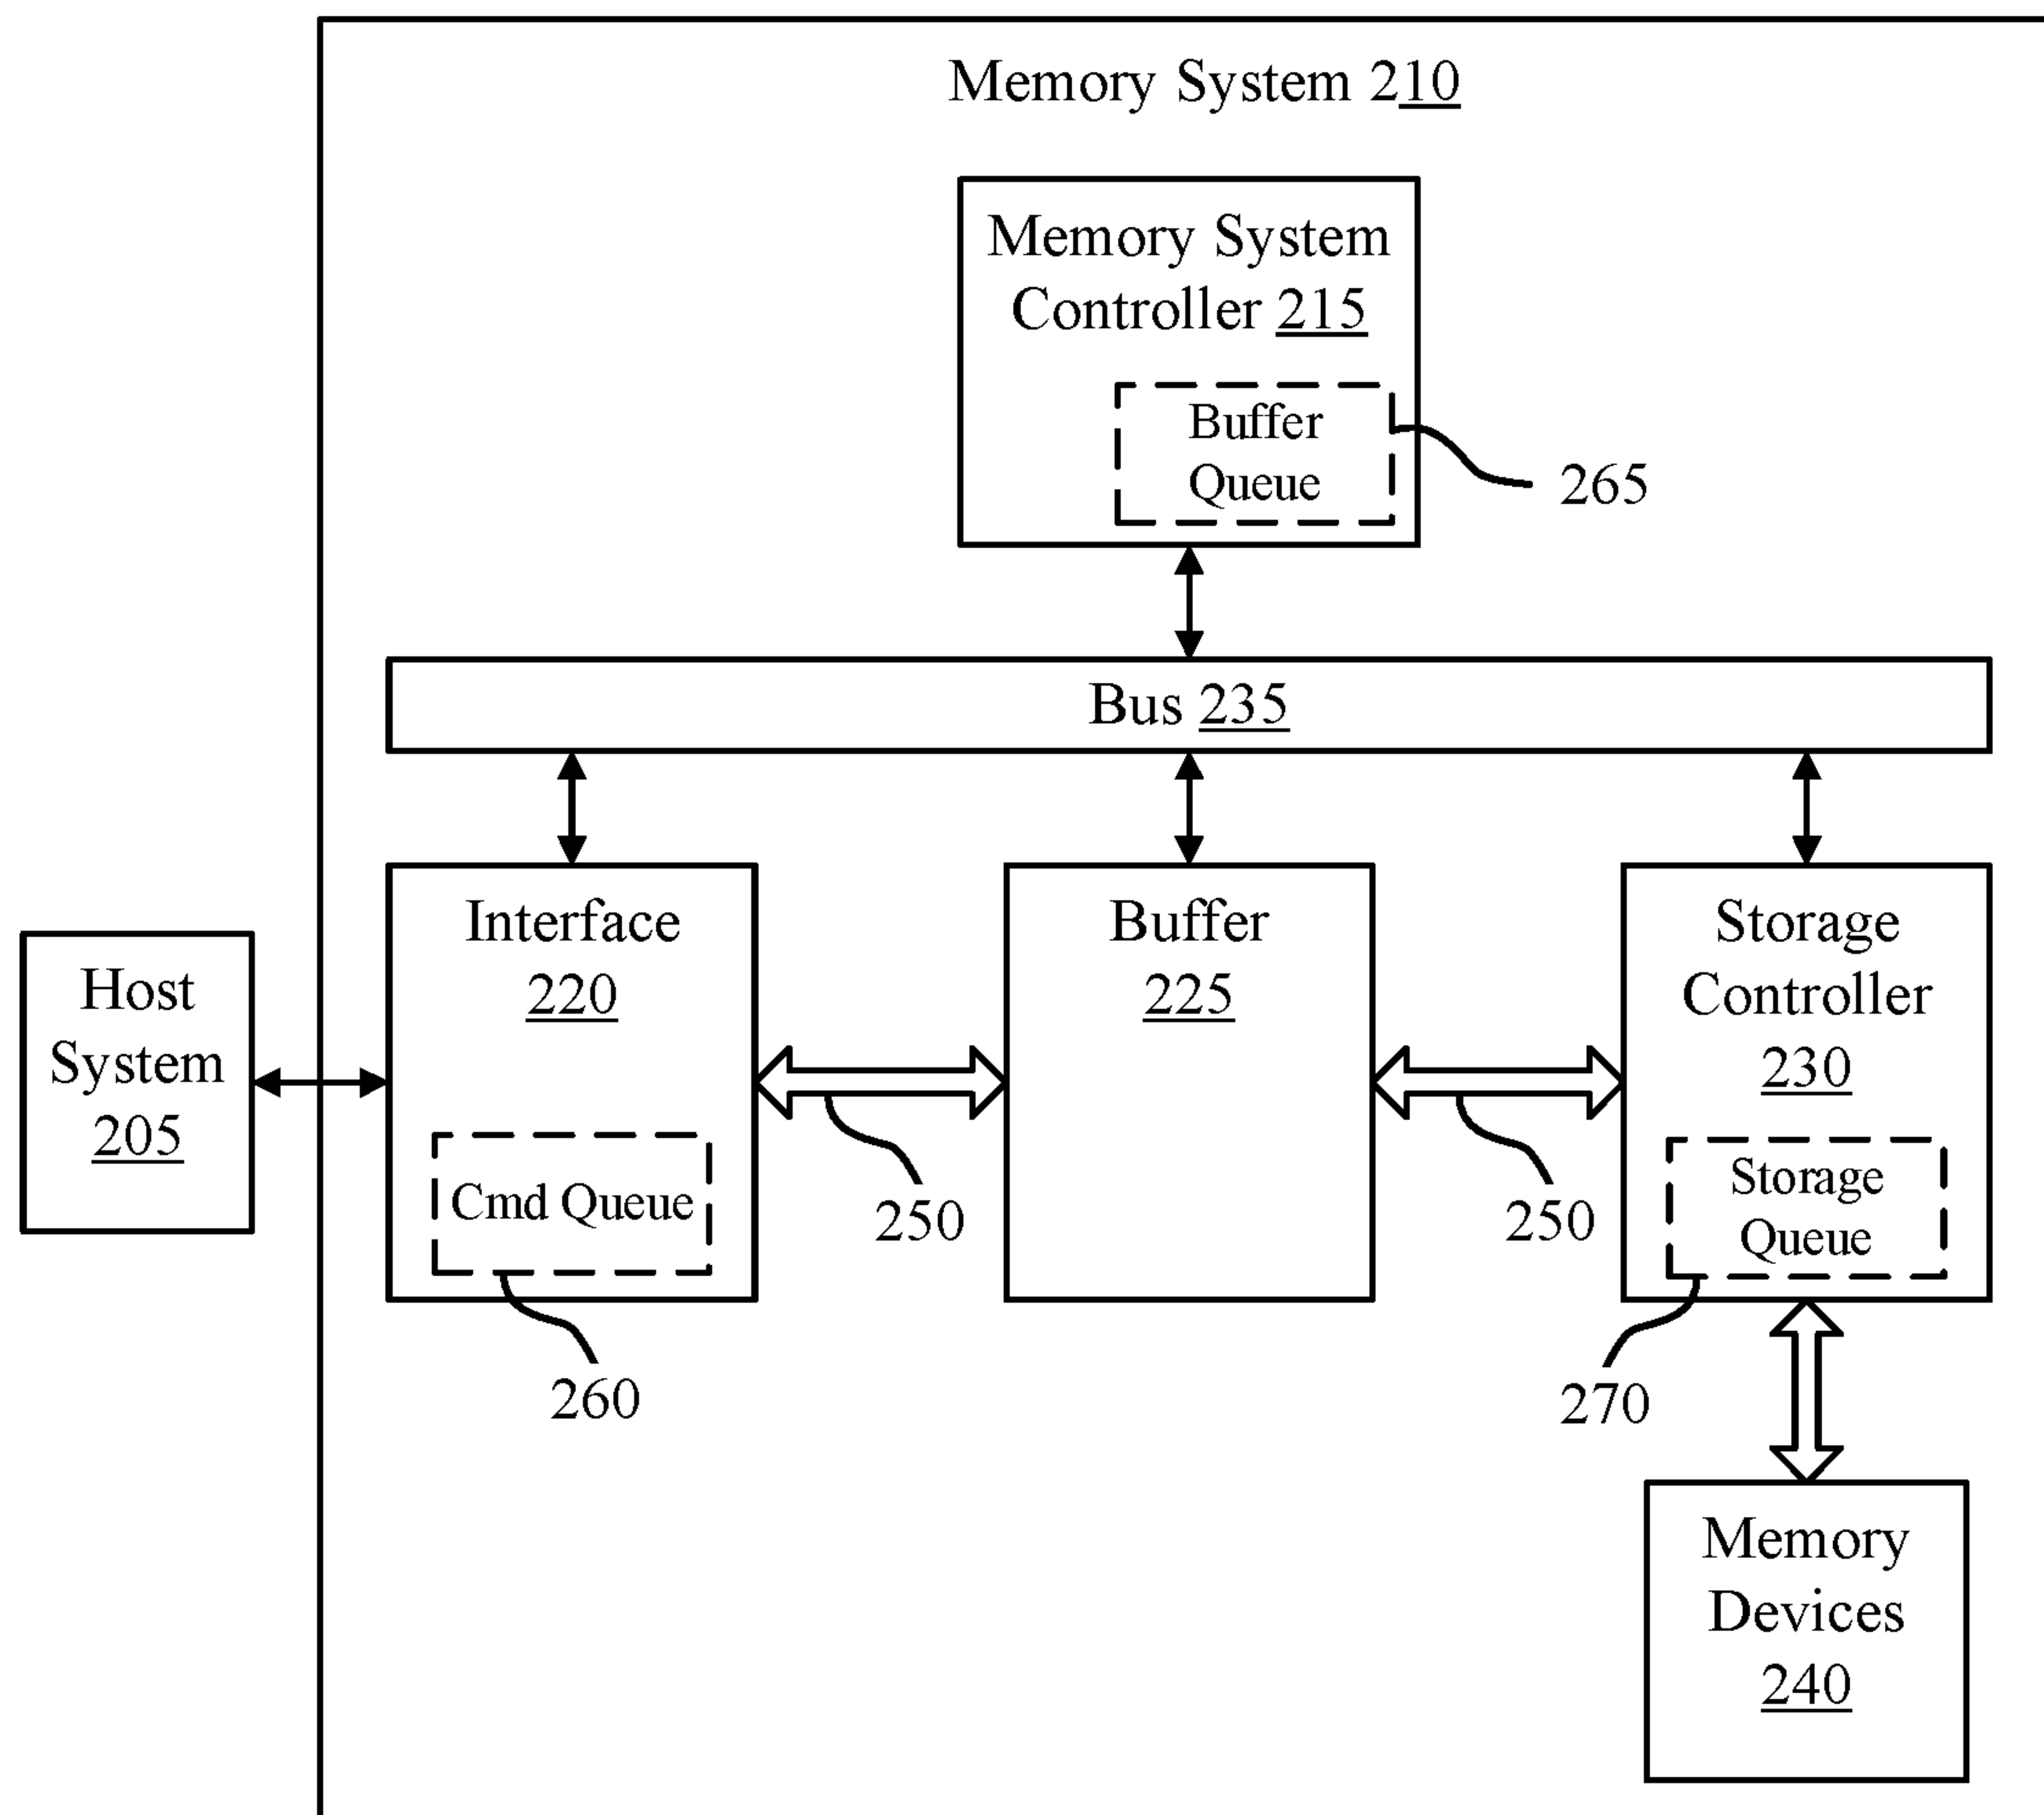 Memory System 210
Memory System
Controller 215
Buffer
Queue
265
Bus 235
Host
System
205
Interface
220
Cmd Queue
260
250
Buffer
225
250
Storage
Controller
230
Storage
Queue
270
Memory
Devices
240